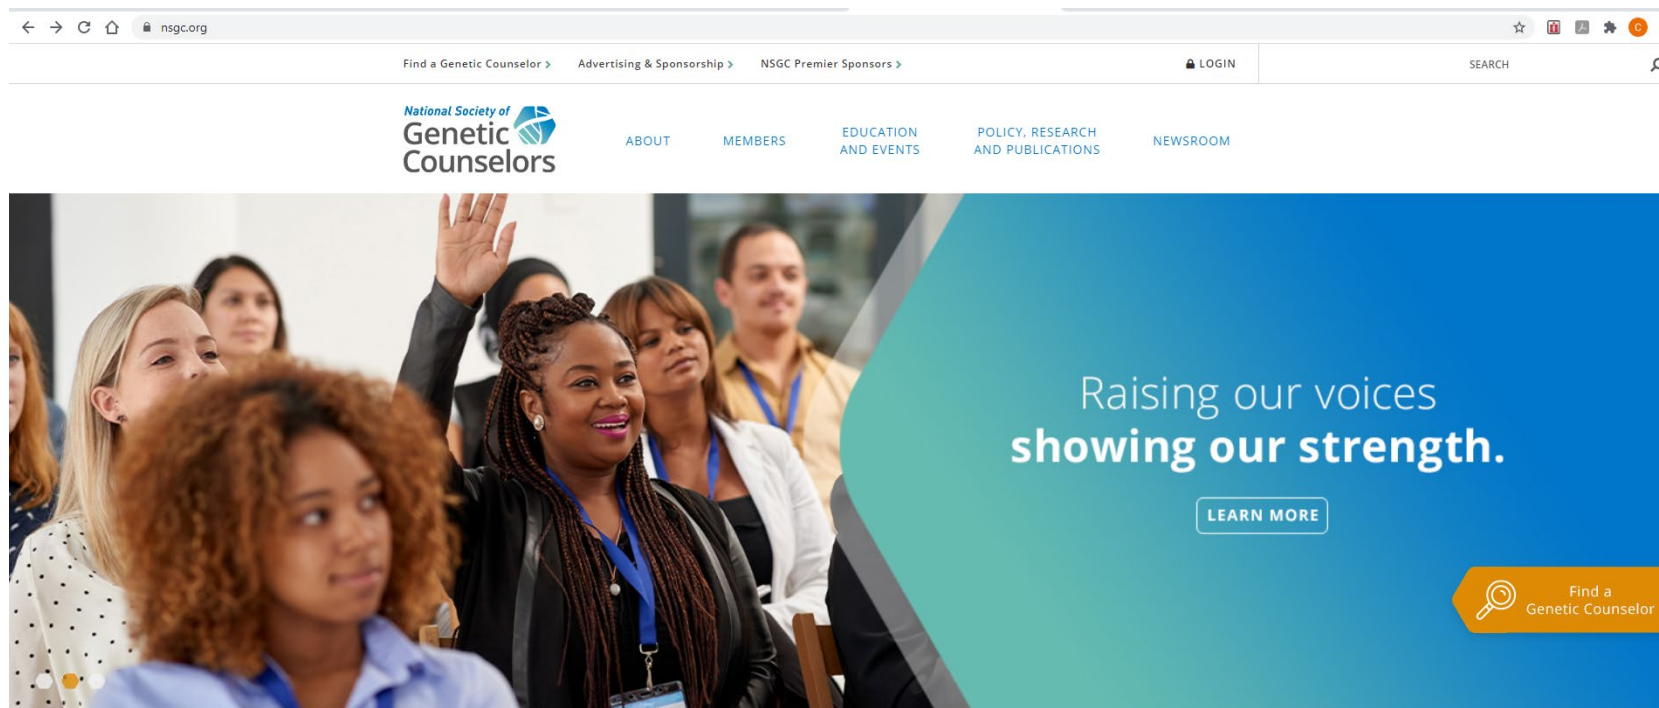 nsgc.org
C
Find a Genetic Counselor >
Advertising & Sponsorship >
NSGC Premier Sponsors >
LOGIN
SEARCH
National Society of
Genetic
Counselors
ABOUT
MEMBERS
EDUCATION
AND EVENTS
POLICY, RESEARCH
AND PUBLICATIONS
NEWSROOM
Raising our voices
showing our strength.
LEARN MORE
Find a
Genetic Counselor